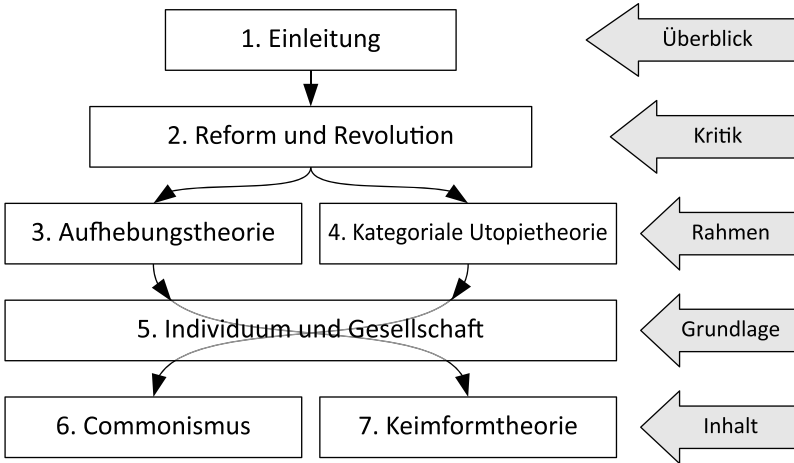 1. Einleitung
Überblick
2. Reform und Revolution
Kritik
3. Aufhebungstheorie
4. Kategoriale Utopietheorie
Rahmen
5. Individuum und Gesellschaft
Grundlage
6. Commonismus
7. Keimformtheorie
Inhalt